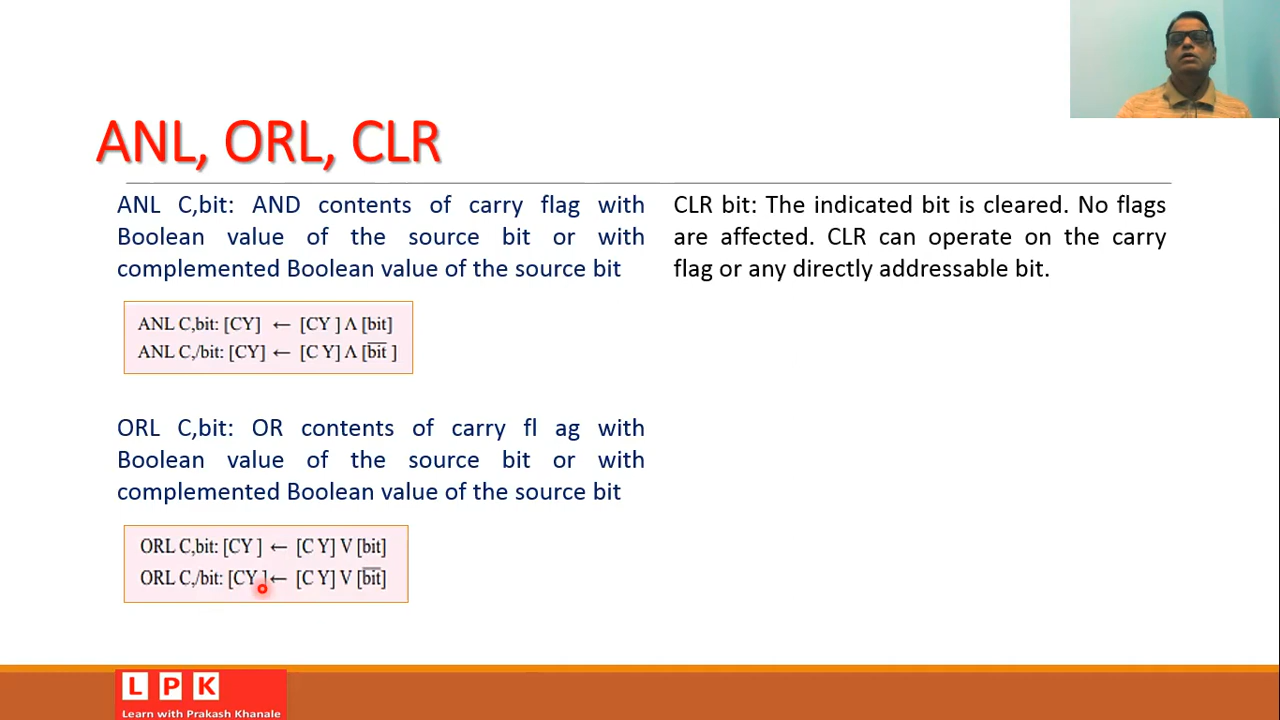 ANL, ORL, CLR
ANL C,bit: AND contents of carry flag with
Boolean value of the source bit or with
complemented Boolean value of the source bit
ANL C,bit: [CY] ← [CY ] Λ [bit]
ANL C,/bit: [CY] ← [C Y] Λ [b̅i̅t̅ ]
ORL C,bit: OR contents of carry fl ag with
Boolean value of the source bit or with
complemented Boolean value of the source bit
ORL C,bit: [CY ] ← [C Y] V [bit]
ORL C,/bit: [CY ]← [C Y] V [b̅i̅t̅]
CLR bit: The indicated bit is cleared. No flags
are affected. CLR can operate on the carry
flag or any directly addressable bit.
L P K
Learn with Prakash Khanale